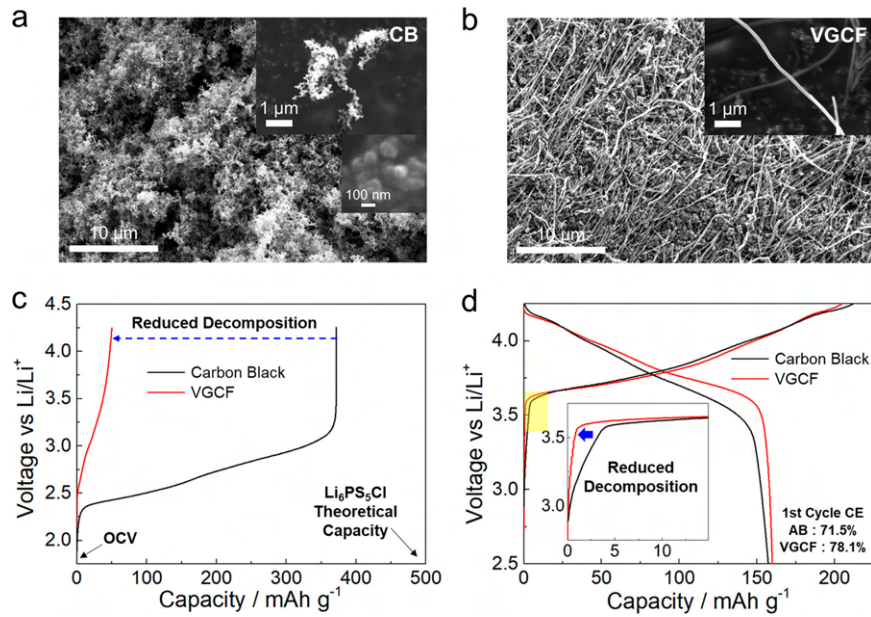 a
CB
1 µm
100 nm
10 µm
b
VGCF
1 µm
10 µm
c
4.5
4.0
3.5
3.0
2.5
2.0
Voltage vs Li/Li⁺
Reduced Decomposition
Carbon Black
VGCF
Li₆PS₅Cl
Theoretical
Capacity
OCV
0 100 200 300 400 500
Capacity / mAh g⁻¹
d
4.0
3.5
3.0
2.5
Voltage vs Li/Li⁺
Carbon Black
VGCF
3.5
3.0
Reduced
Decomposition
0 5 10
1st Cycle CE
AB : 71.5%
VGCF : 78.1%
0 50 100 150 200
Capacity / mAh g⁻¹